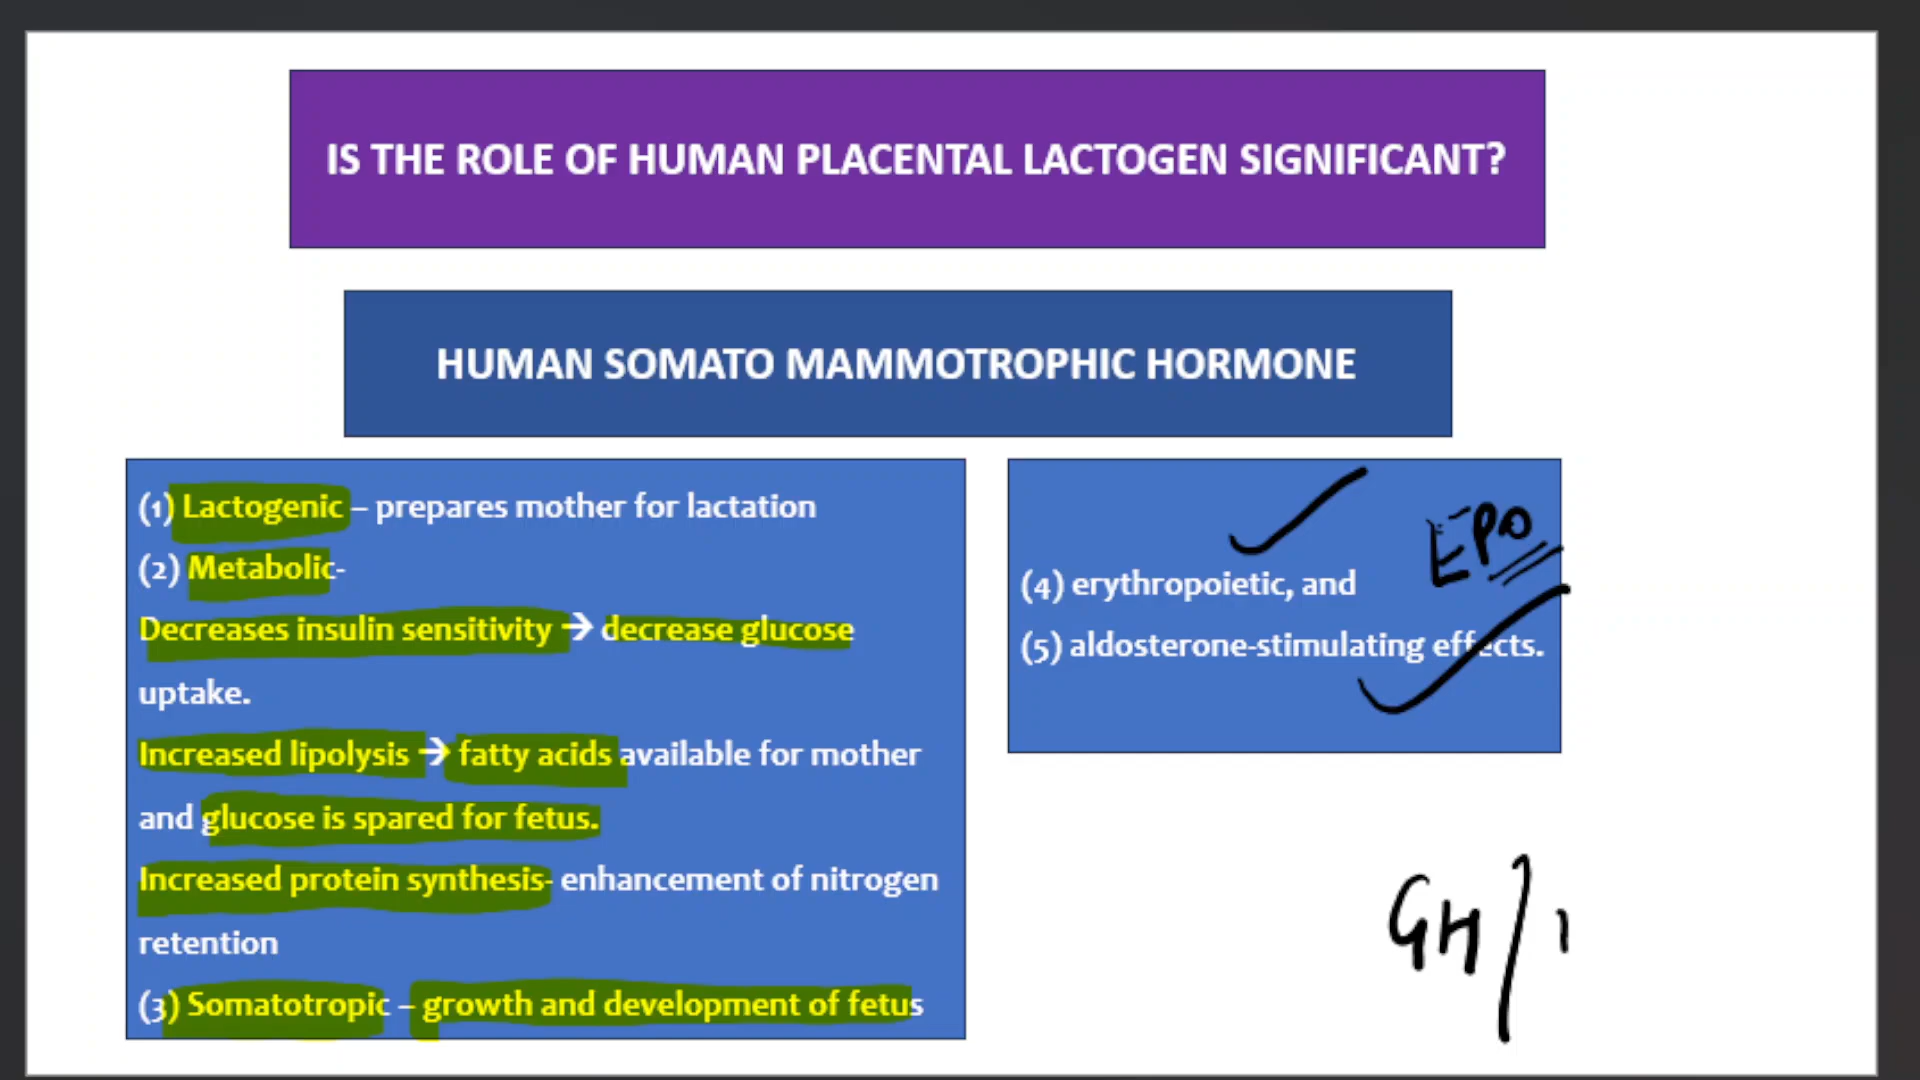 IS THE ROLE OF HUMAN PLACENTAL LACTOGEN SIGNIFICANT?
HUMAN SOMATO MAMMOTROPHIC HORMONE
(1) Lactogenic – prepares mother for lactation
(2) Metabolic-
Decreases insulin sensitivity → decrease glucose
uptake.
Increased lipolysis → fatty acids available for mother
and glucose is spared for fetus.
Increased protein synthesis- enhancement of nitrogen
retention
(3) Somatotropic – growth and development of fetus
EPO
(4) erythropoietic, and
(5) aldosterone-stimulating effects.
GH/